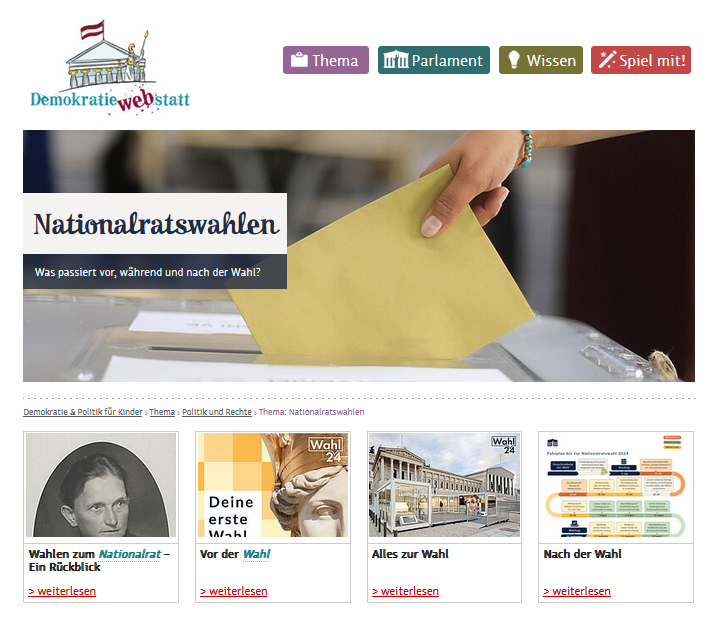 Demokratiewebstatt
Thema
Parlament
Wissen
Spiel mit!
Nationalratswahlen
Was passiert vor, während und nach der Wahl?
Demokratie & Politik für Kinder › Thema › Politik und Rechte › Thema: Nationalratswahlen
Wahl
24
Deine
erste
Wahl
Wahl
24
Fahrplan bis zur Nationalratswahl 2024
Wahlen zum Nationalrat –
Ein Rückblick
> weiterlesen
Vor der Wahl
> weiterlesen
Alles zur Wahl
> weiterlesen
Nach der Wahl
> weiterlesen